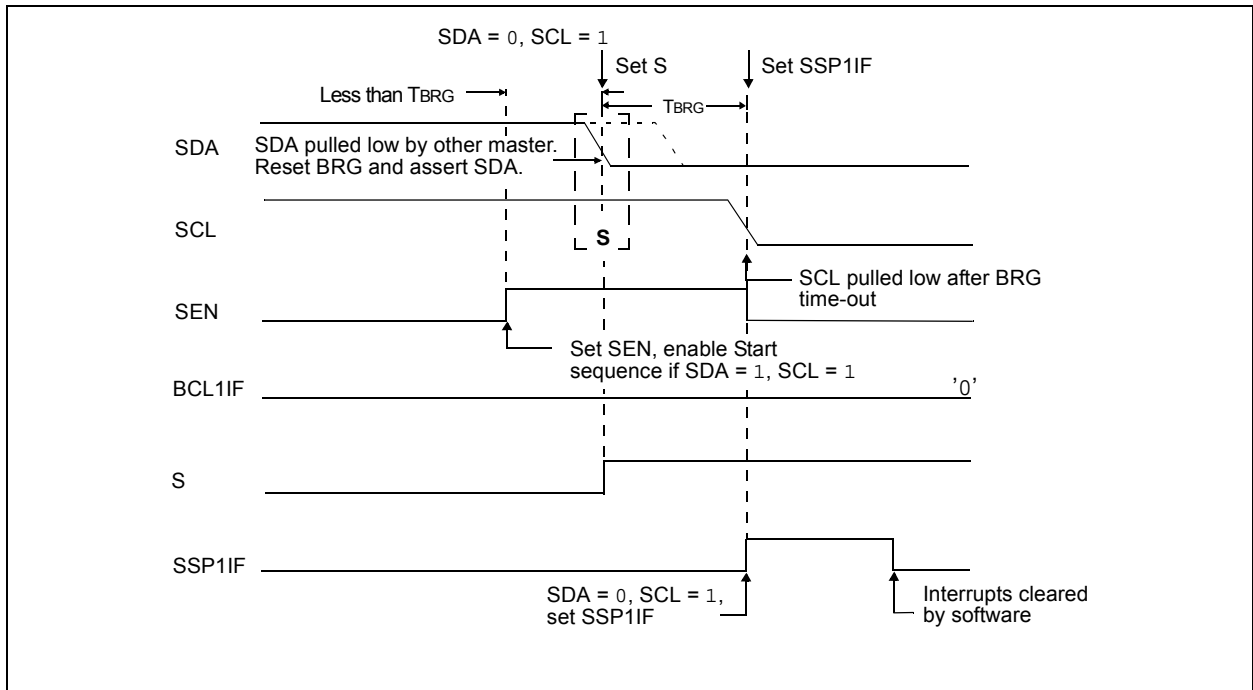 SDA = 0, SCL = 1
Set S
Set SSP1IF
Less than TBRG
TBRG
SDA
SDA pulled low by other master.
Reset BRG and assert SDA.
SCL
S
SCL pulled low after BRG
time-out
SEN
Set SEN, enable Start
sequence if SDA = 1, SCL = 1
BCL1IF
'0'
S
SSP1IF
SDA = 0, SCL = 1,
set SSP1IF
Interrupts cleared
by software